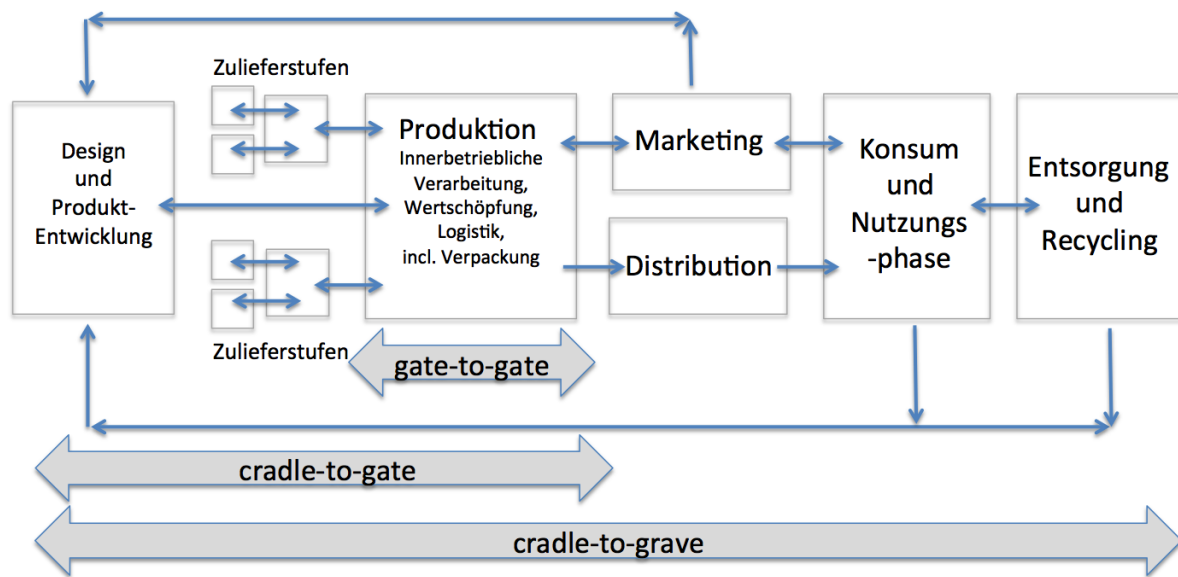 Zulieferstufen
Design
und
Produkt-
Entwicklung
Produktion
Innerbetriebliche
Verarbeitung,
Wertschöpfung,
Logistik,
incl. Verpackung
Marketing
Distribution
Konsum
und
Nutzungs
-phase
Entsorgung
und
Recycling
Zulieferstufen
gate-to-gate
cradle-to-gate
cradle-to-grave